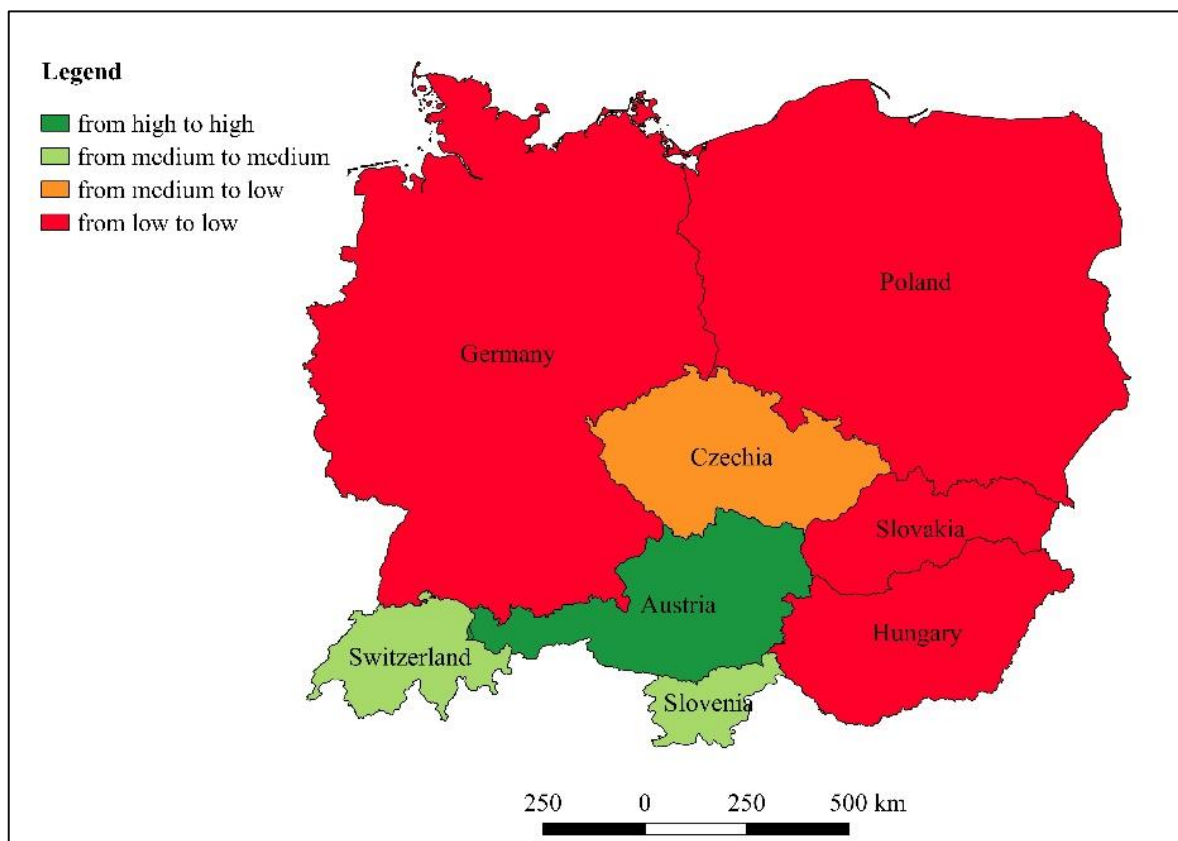 Legend
from high to high
from medium to medium
from medium to low
from low to low
Poland
Germany
Czechia
Slovakia
Austria
Hungary
Switzerland
Slovenia
250 0 250 500 km